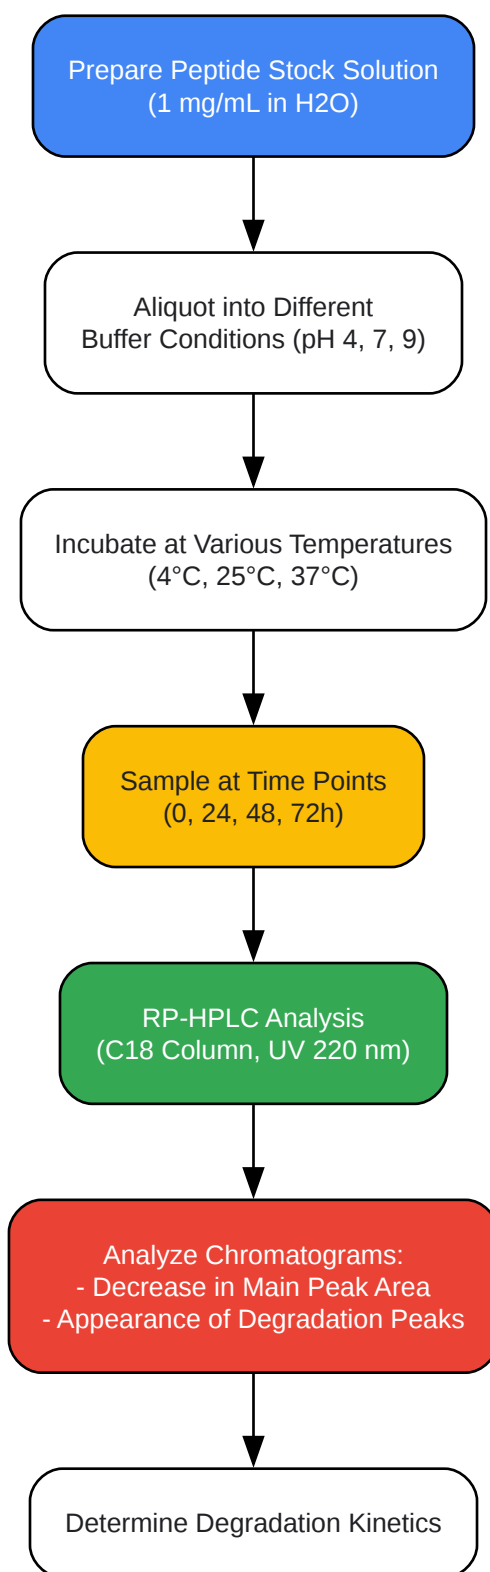 Prepare Peptide Stock Solution
(1 mg/mL in H2O)
Aliquot into Different
Buffer Conditions (pH 4, 7, 9)
Incubate at Various Temperatures
(4°C, 25°C, 37°C)
Sample at Time Points
(0, 24, 48, 72h)
RP-HPLC Analysis
(C18 Column, UV 220 nm)
Analyze Chromatograms:
- Decrease in Main Peak Area
- Appearance of Degradation Peaks
Determine Degradation Kinetics